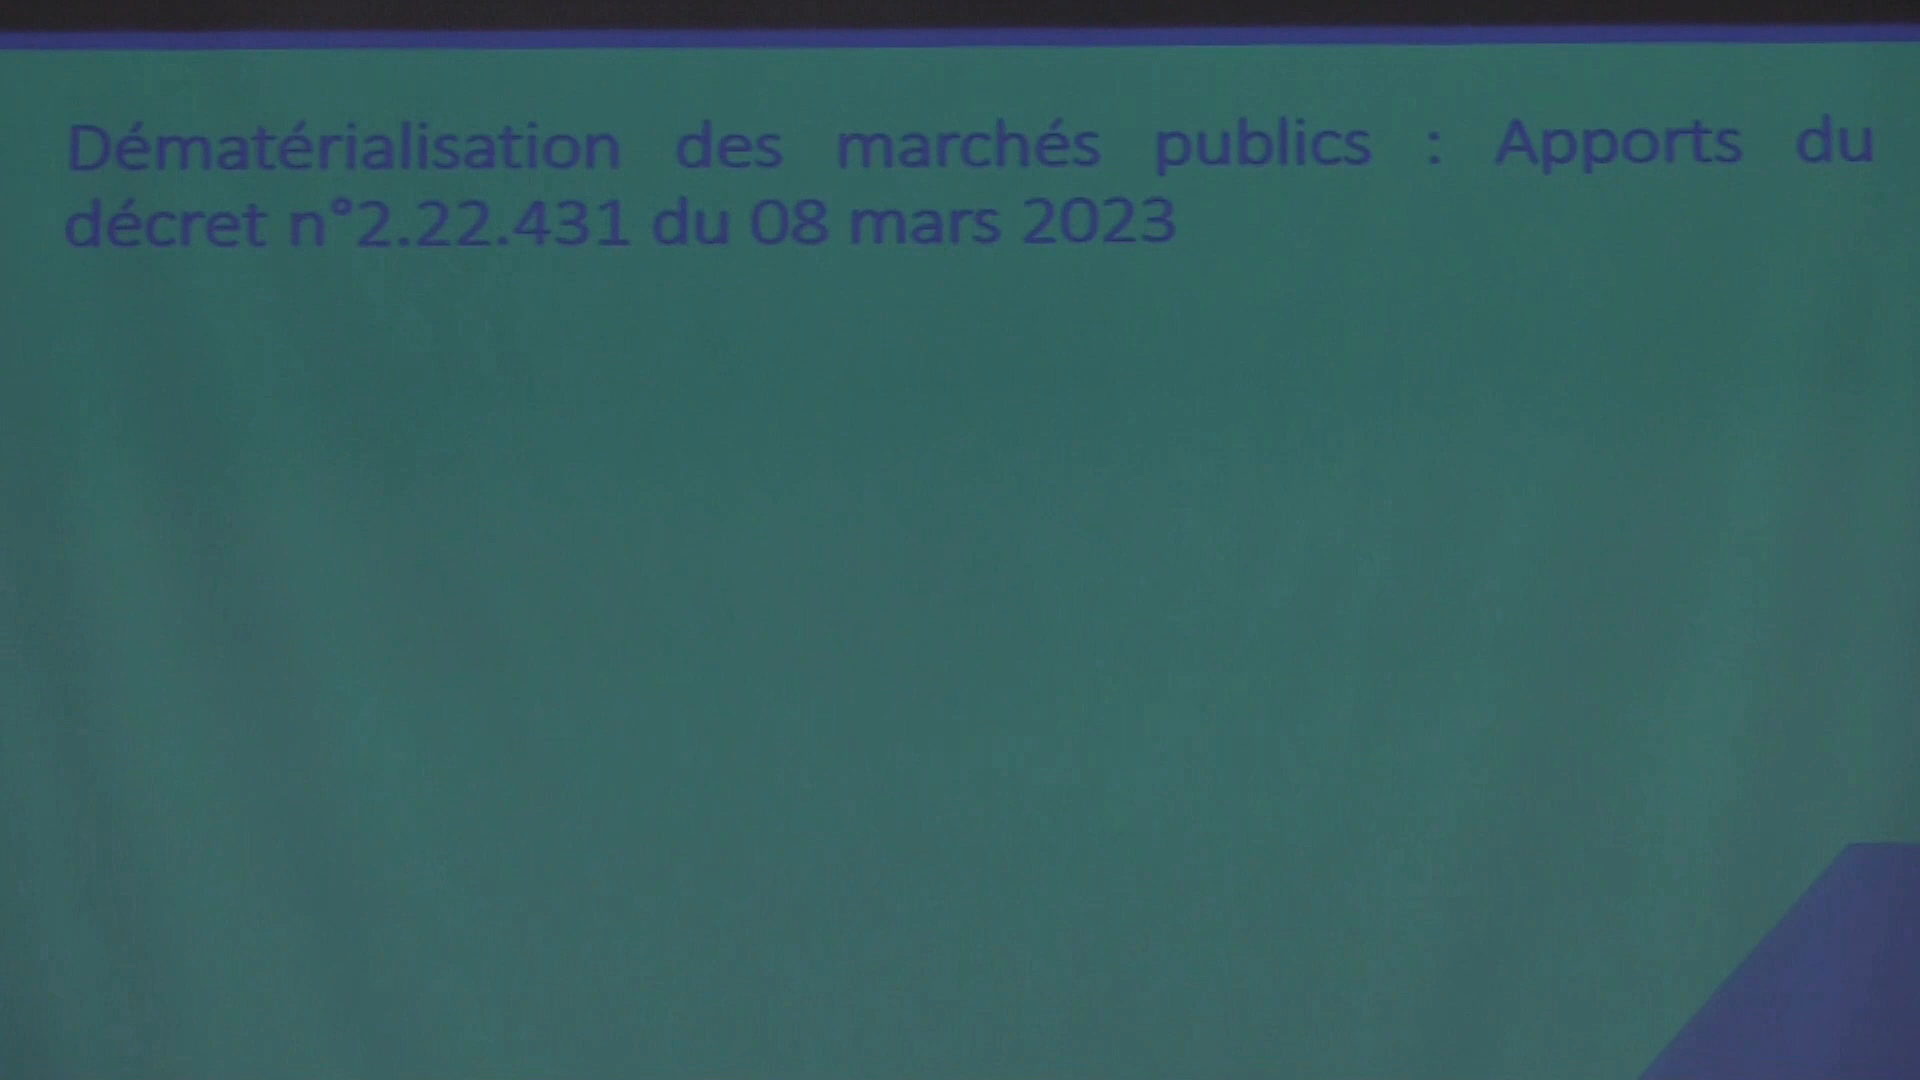 Dématérialisation des marchés publics : Apports du
décret n°2.22.431 du 08 mars 2023